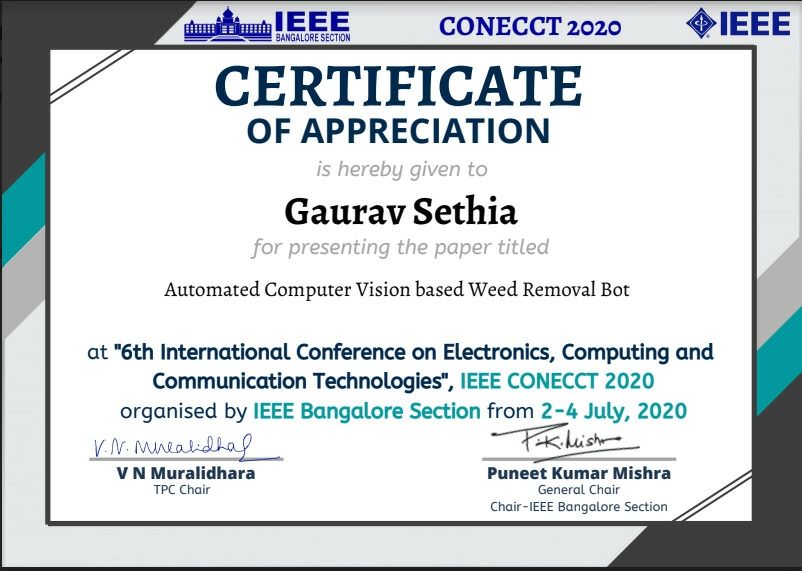 IEEE
BANGALORE SECTION
CONECCT 2020
IEEE
CERTIFICATE
OF APPRECIATION
is hereby given to
Gaurav Sethia
for presenting the paper titled
Automated Computer Vision based Weed Removal Bot
at "6th International Conference on Electronics, Computing and
Communication Technologies", IEEE CONECCT 2020
organised by IEEE Bangalore Section from 2-4 July, 2020
V. N. Muralidhar P.K. Mishra
V N Muralidhara Puneet Kumar Mishra
TPC Chair General Chair
Chair-IEEE Bangalore Section